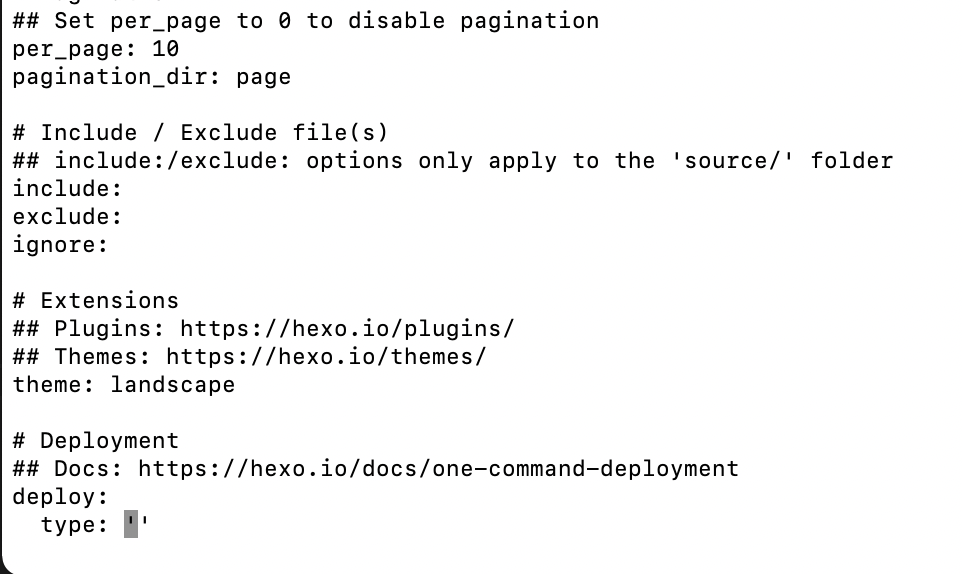 ## Set per_page to 0 to disable pagination
per_page: 10
pagination_dir: page
# Include / Exclude file(s)
## include:/exclude: options only apply to the 'source/' folder
include:
exclude:
ignore:
# Extensions
## Plugins: https://hexo.io/plugins/
## Themes: https://hexo.io/themes/
theme: landscape
# Deployment
## Docs: https://hexo.io/docs/one-command-deployment
deploy:
  type: ''